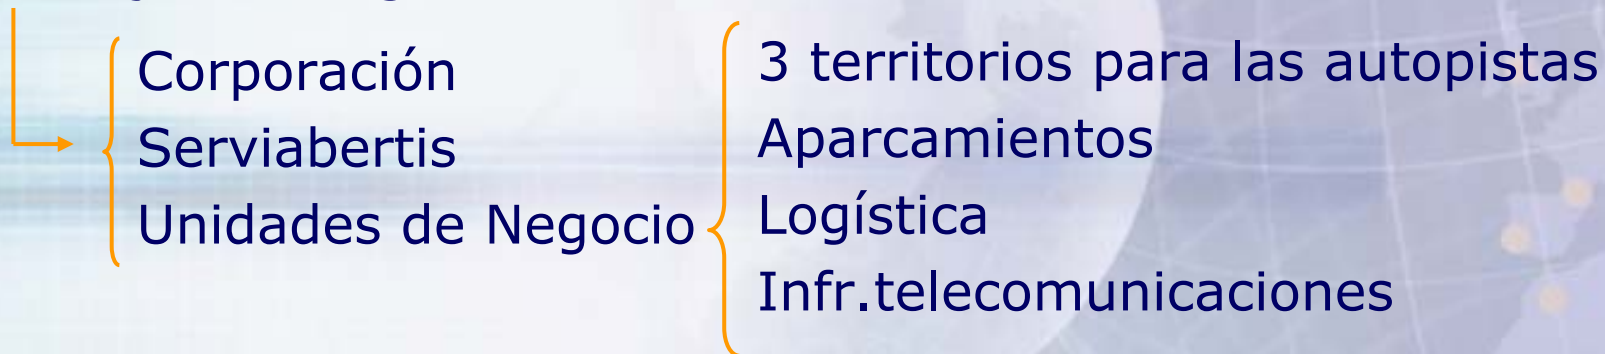 Corporación
Serviabertis
Unidades de Negocio
3 territorios para las autopistas
Aparcamientos
Logística
Infr.telecomunicaciones